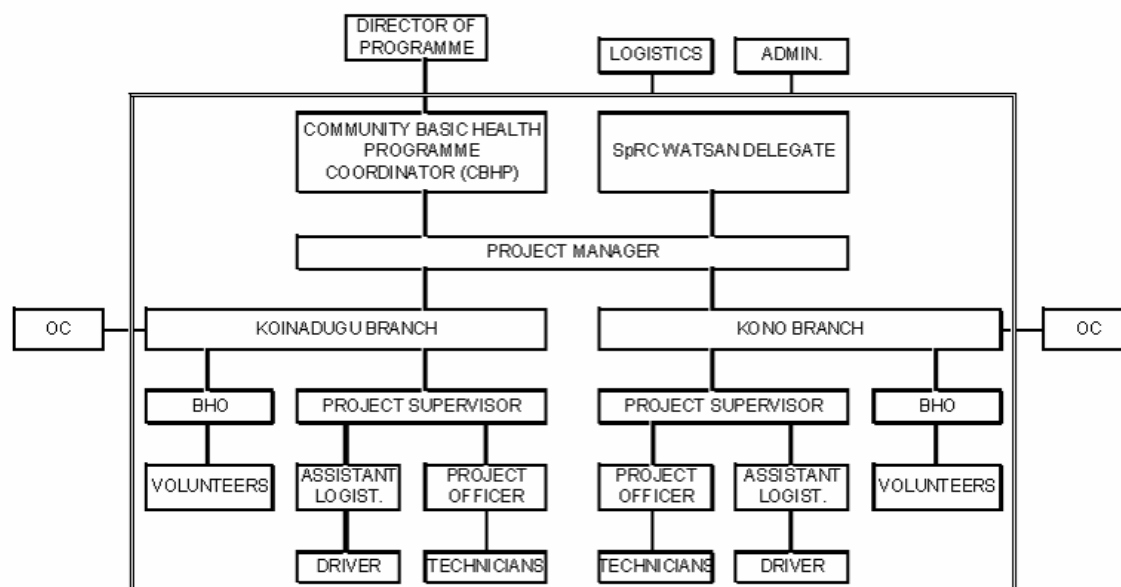 DIRECTOR OF
PROGRAMME
LOGISTICS
ADMIN.
COMMUNITY BASIC HEALTH
PROGRAMME
COORDINATOR (CBHP)
SpRC WATSAN DELEGATE
PROJECT MANAGER
OC
KOINADUGU BRANCH
KONO BRANCH
OC
BHO
PROJECT SUPERVISOR
PROJECT SUPERVISOR
BHO
VOLUNTEERS
ASSISTANT
LOGIST.
PROJECT
OFFICER
PROJECT
OFFICER
ASSISTANT
LOGIST.
VOLUNTEERS
DRIVER
TECHNICIANS
TECHNICIANS
DRIVER